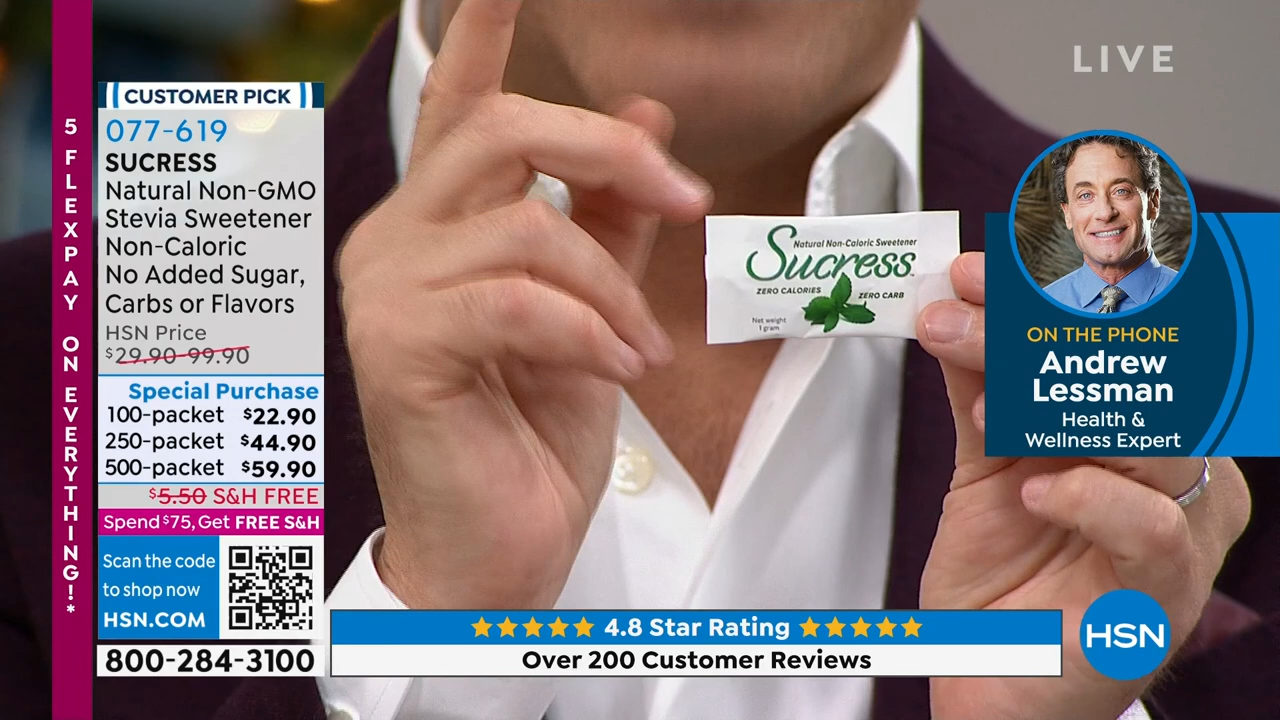 5 FLEXPAY ON EVERYTHING!*
CUSTOMER PICK
077-619
SUCRESS
Natural Non-GMO
Stevia Sweetener
Non-Caloric
No Added Sugar,
Carbs or Flavors
HSN Price
$29.90-99.90
Special Purchase
100-packet $22.90
250-packet $44.90
500-packet $59.90
$5.50 S&H FREE
Spend $75, Get FREE S&H
Scan the code
to shop now
HSN.COM
800-284-3100
Natural Non-Caloric Sweetener
Sucress
ZERO CALORIES
ZERO CARB
Net weight
1 gram
LIVE
ON THE PHONE
Andrew
Lessman
Health &
Wellness Expert
4.8 Star Rating
Over 200 Customer Reviews
HSN